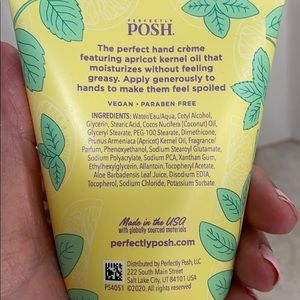 PERFECTLY
POSH
The perfect hand crème
featuring apricot kernel oil that
moisturizes without feeling
greasy. Apply generously to
hands to make them feel spoiled
VEGAN • PARABEN FREE
INGREDIENTS: Water/Eau/Aqua, Cetyl Alcohol,
Glycerin, Stearic Acid, Cocos Nucifera (Coconut) Oil,
Glyceryl Stearate, PEG-100 Stearate, Dimethicone,
Prunus Armeniaca (Apricot) Kernel Oil, Fragrance/
Parfum, Phenoxyethanol, Sodium Stearoyl Glutamate,
Sodium Polyacrylate, Sodium PCA, Xanthan Gum,
Ethylhexylglycerin, Allantoin, Tocopheryl Acetate,
Aloe Barbadensis Leaf Juice, Disodium EDTA,
Tocopherol, Sodium Chloride, Potassium Sorbate.
Made in the USA
with globally sourced materials
perfectlyposh.com
Distributed by Perfectly Posh, LLC
222 South Main Street
Salt Lake City, UT 84101
PS4051 ©2020. All rights reserved.